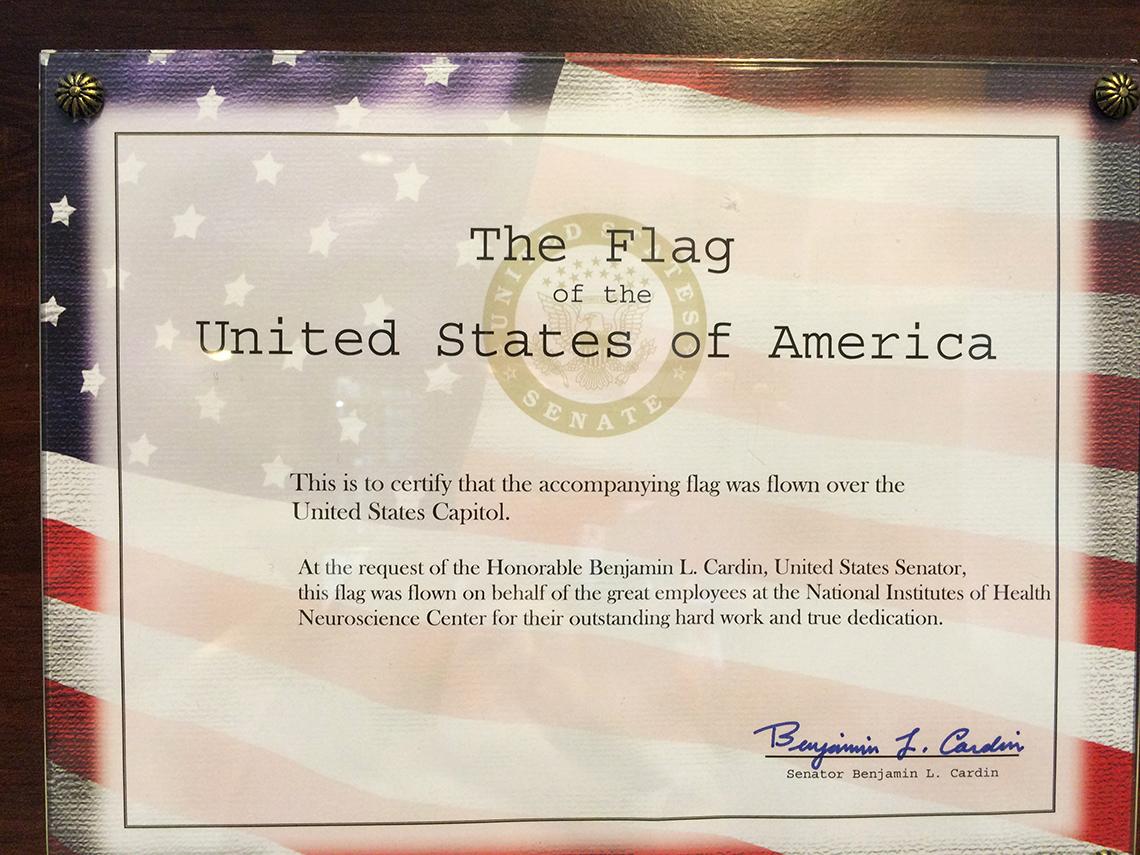 The Flag
of the
United States of America
UNITED STATES
SENATE
This is to certify that the accompanying flag was flown over the
United States Capitol.
At the request of the Honorable Benjamin L. Cardin, United States Senator,
this flag was flown on behalf of the great employees at the National Institutes of Health
Neuroscience Center for their outstanding hard work and true dedication.
Benjamin L. Cardin
Senator Benjamin L. Cardin